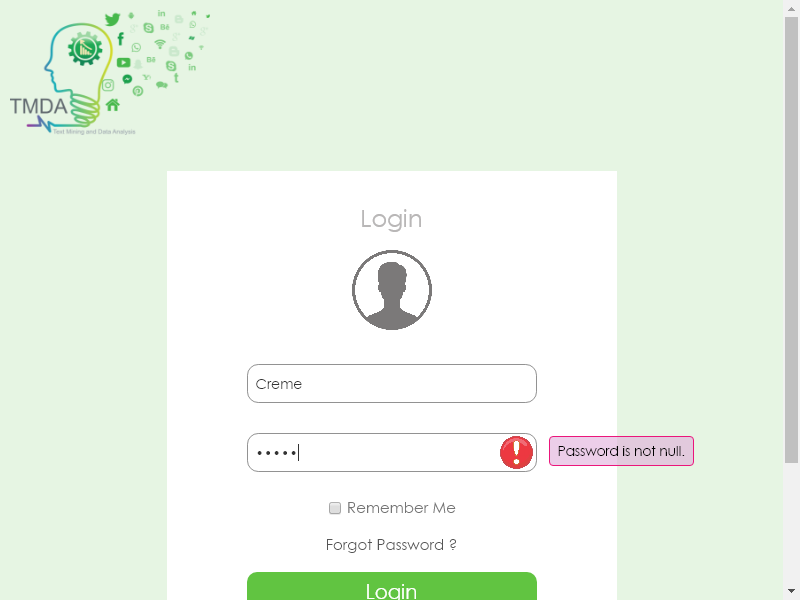 TMDA
Text Mining and Data Analysis
Login
Creme
•••••
Password is not null.
Remember Me
Forgot Password ?
Login